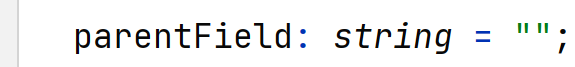 parentField: string = "";